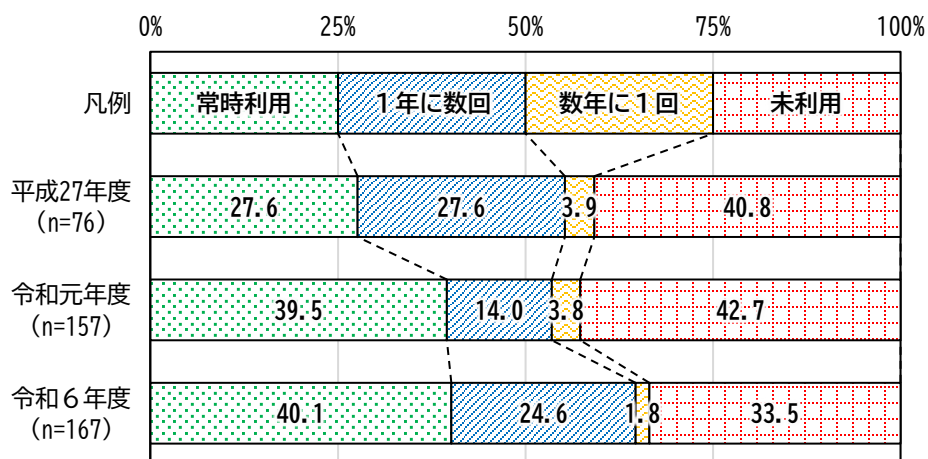 0% 25% 50% 75% 100%
凡例 常時利用 1年に数回 数年に1回 未利用
平成27年度
(n=76)
27.6 27.6 3.9 40.8
令和元年度
(n=157)
39.5 14.0 3.8 42.7
令和6年度
(n=167)
40.1 24.6 1.8 33.5